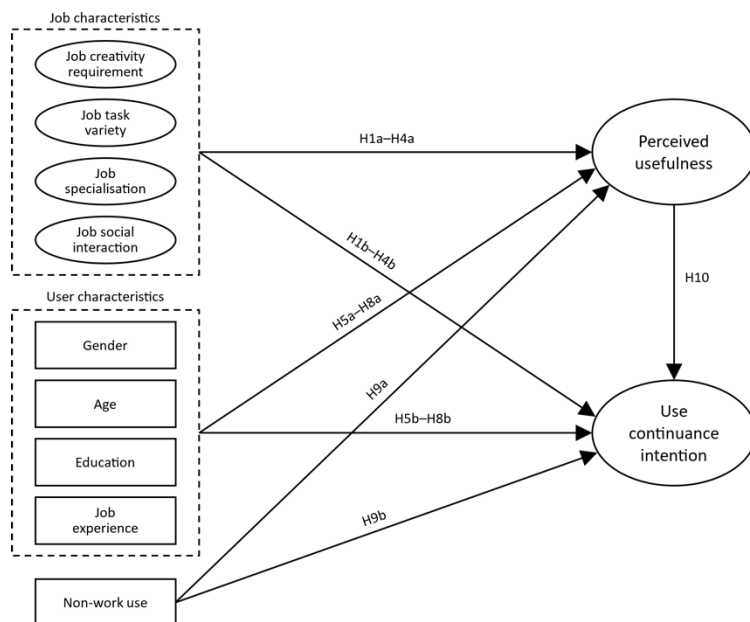 Job characteristics
Job creativity
requirement
Job task
variety
Job
specialisation
Job social
interaction
User characteristics
Gender
Age
Education
Job
experience
Non-work use
H1a–H4a
H1b–H4b
H5a–H8a
H9a
H5b–H8b
H9b
Perceived
usefulness
H10
Use
continuance
intention